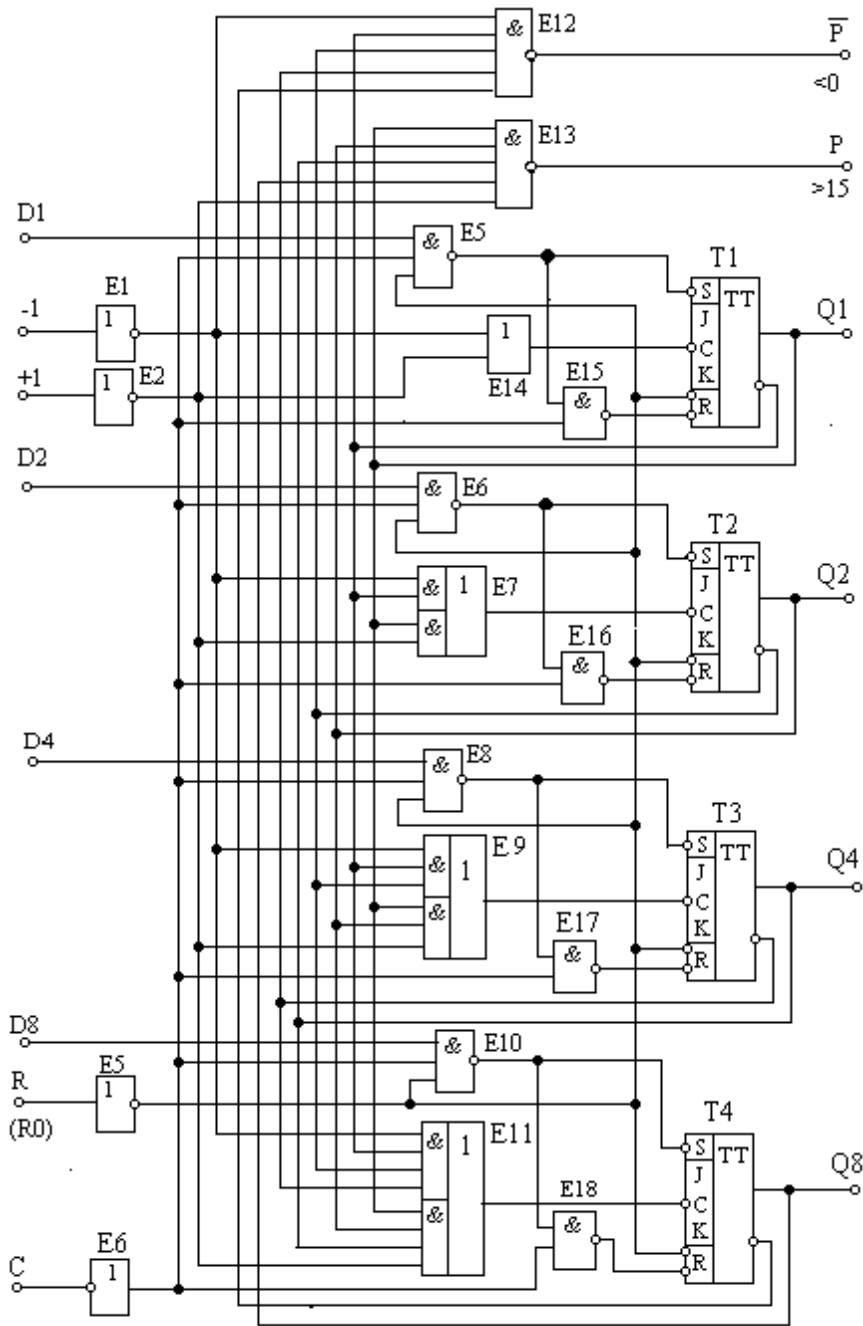 & E12 P
<0
& E13 P
>15
D1
& E5
T1
E1
S TT
-1 1
J
Q1
1
C
+1 1 E2
E14
K
E15
&
R
D2
& E6
T2
S TT
Q2
& 1 E7
J
C
&
E16
K
&
R
D4
& E8
T3
S TT
E9
Q4
& 1
J
C
&
E17
K
&
R
D8
& E10
R E5
1
T4
(R0)
E11
S TT
& 1
Q8
J
E18
C
&
&
K
E6
R
C 1